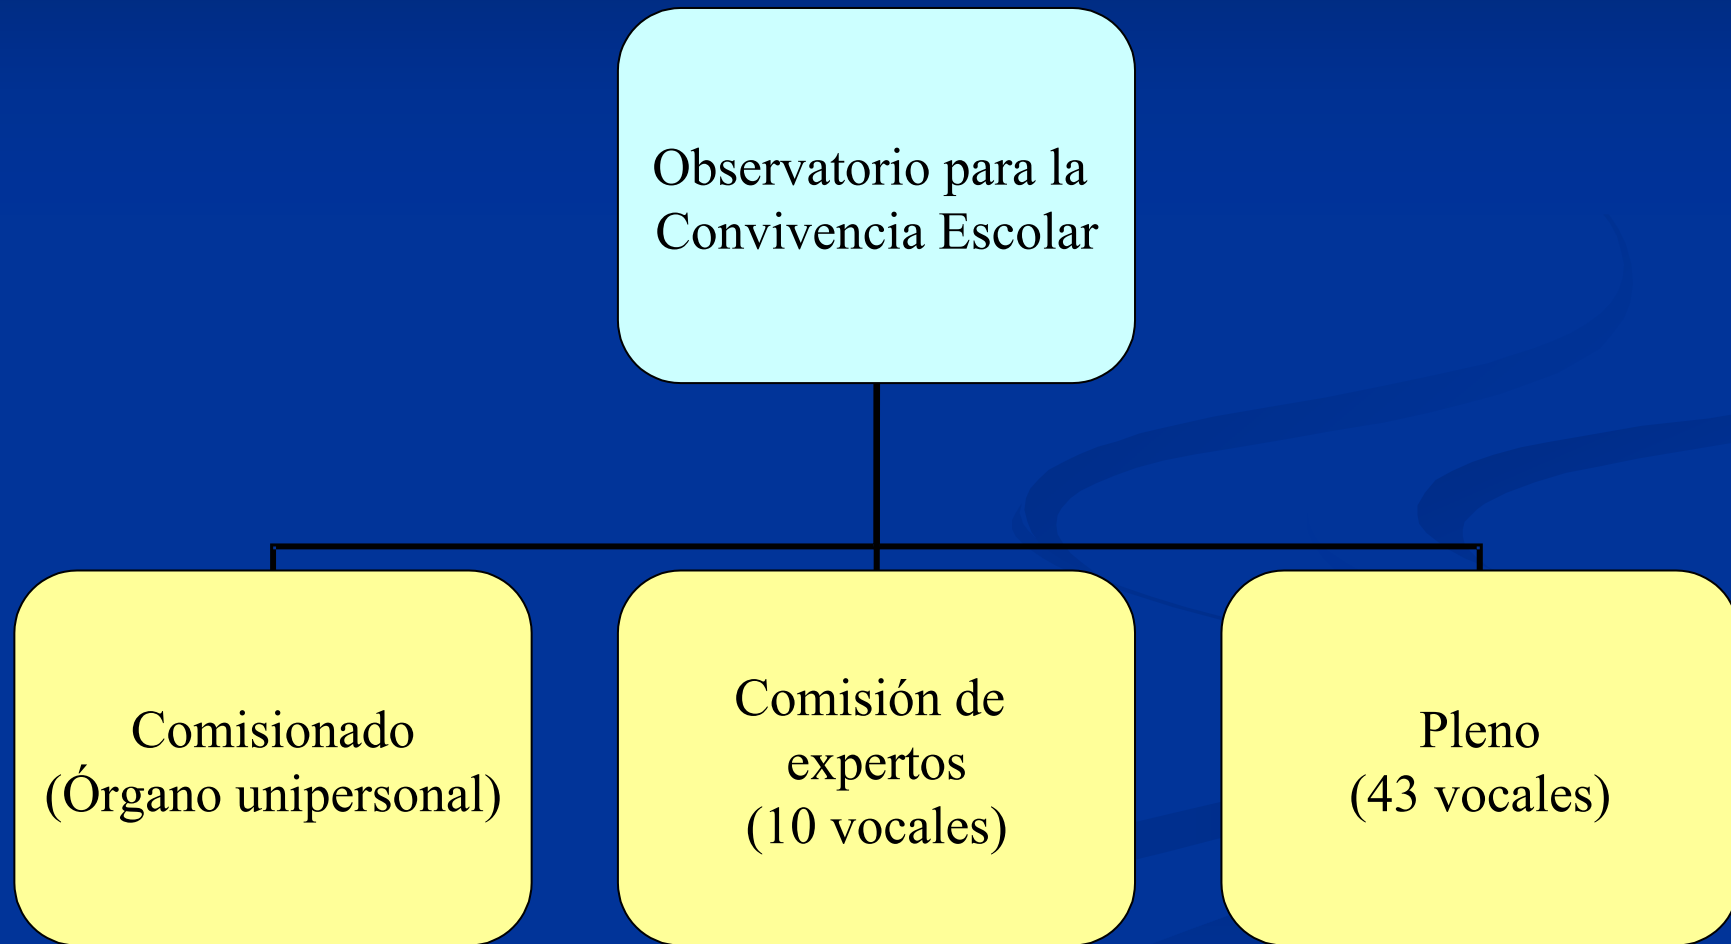 Observatorio para la
Convivencia Escolar
Comisionado
(Órgano unipersonal)
Comisión de
expertos
(10 vocales)
Pleno
(43 vocales)